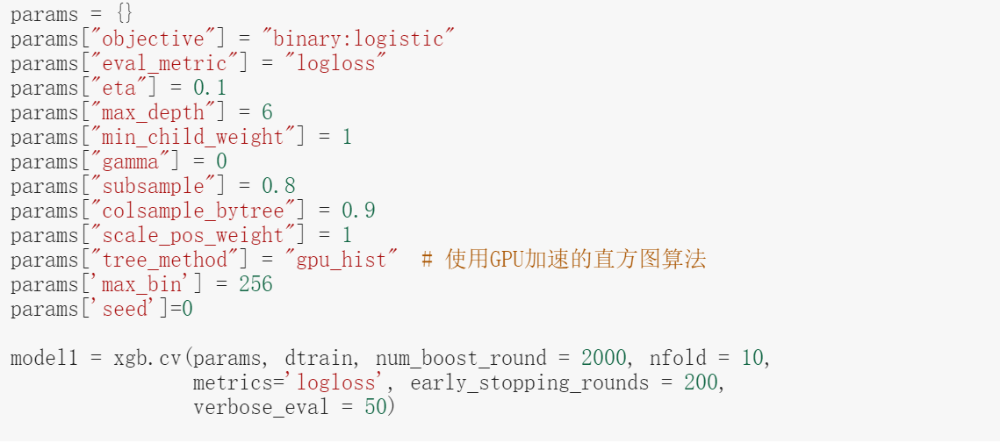 params = {}
params["objective"] = "binary:logistic"
params["eval_metric"] = "logloss"
params["eta"] = 0.1
params["max_depth"] = 6
params["min_child_weight"] = 1
params["gamma"] = 0
params["subsample"] = 0.8
params["colsample_bytree"] = 0.9
params["scale_pos_weight"] = 1
params["tree_method"] = "gpu_hist"  # 使用GPU加速的直方图算法
params['max_bin'] = 256
params['seed']=0
model1 = xgb.cv(params, dtrain, num_boost_round = 2000, nfold = 10,
metrics='logloss', early_stopping_rounds = 200,
verbose_eval = 50)